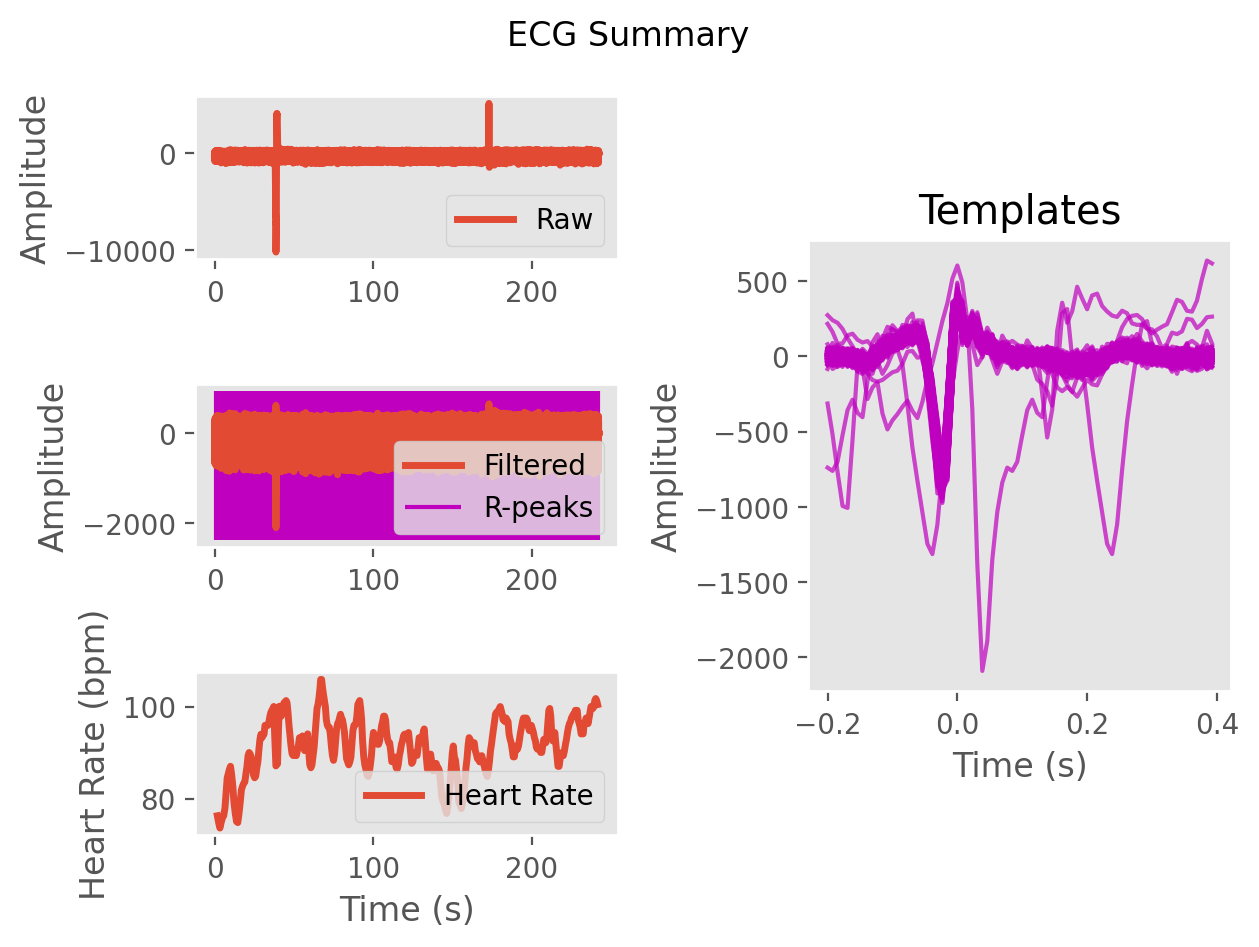 ECG Summary
Amplitude
0
−10000
Raw
0
100
200
Amplitude
0
−2000
Filtered
R-peaks
0
100
200
Heart Rate (bpm)
100
80
Heart Rate
0
100
200
Time (s)
Templates
Amplitude
500
0
−500
−1000
−1500
−2000
−0.2
0.0
0.2
0.4
Time (s)